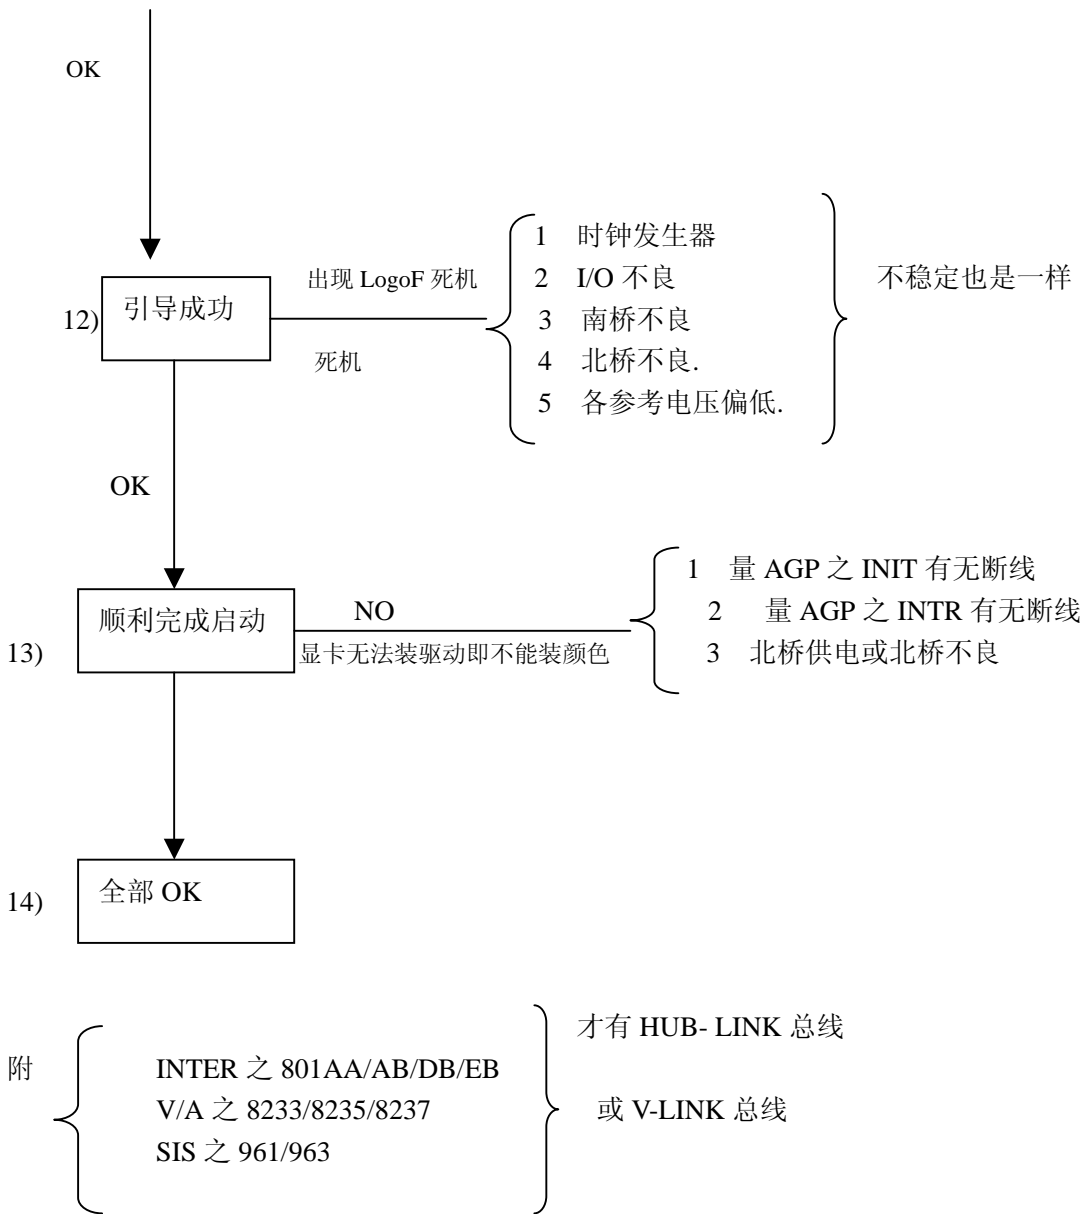 OK
1 时钟发生器
出现 LogoF 死机
2 I/O 不良
不稳定也是一样
12)
引导成功
3 南桥不良
死机
4 北桥不良.
5 各参考电压偏低.
OK
1 量 AGP 之 INIT 有无断线
顺利完成启动
NO
2 量 AGP 之 INTR 有无断线
13)
显卡无法装驱动即不能装颜色
3 北桥供电或北桥不良
14)
全部 OK
才有 HUB- LINK 总线
附
INTER 之 801AA/AB/DB/EB
V/A 之 8233/8235/8237
或 V-LINK 总线
SIS 之 961/963